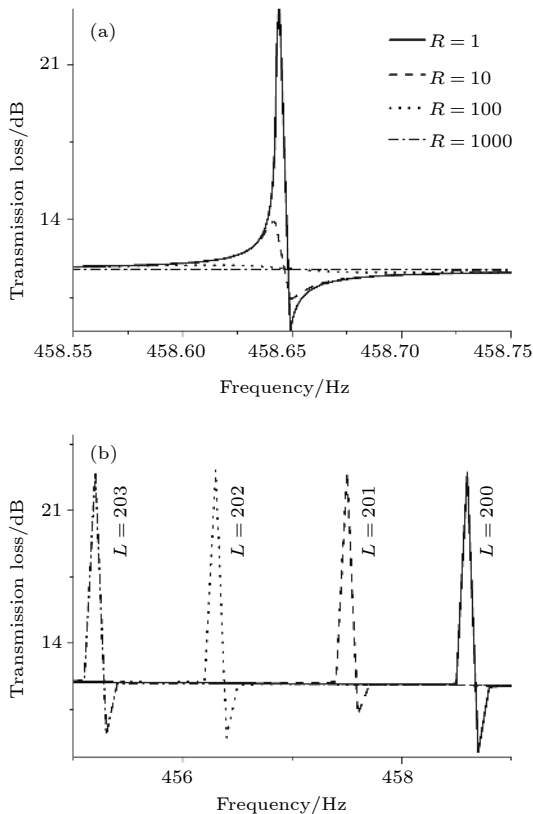 (a)
R = 1
R = 10
R = 100
R = 1000
21
14
Transmission loss/dB
458.55 458.60 458.65 458.70 458.75
Frequency/Hz
(b)
L = 203
L = 202
L = 201
L = 200
21
14
Transmission loss/dB
456 458
Frequency/Hz